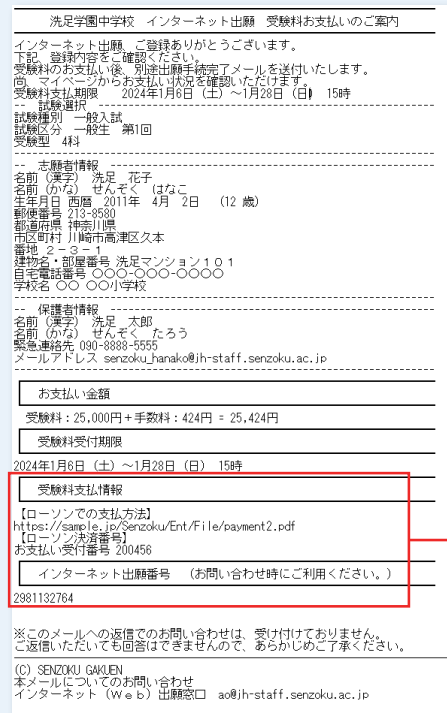 洗足学園中学校　インターネット出願　受験料お支払いのご案内
インターネット出願、ご登録ありがとうございます。
下記、登録内容をご確認ください。
受験料のお支払い後、別途出願手続完了メールを送付いたします。
尚、マイページからお支払い状況を確認いただけます。
受験料支払期限　　2024年1月6日（土）～1月28日（日）　15時
-- 試験選択 --
試験種別　一般入試
試験区分　一般生　第1回
受験型　4科
-- 志願者情報 --
名前（漢字）　洗足　花子
名前（かな）　せんぞく　はなこ
生年月日 西暦　2011年　4月　2日　　(12 歳)
郵便番号 213-8580
都道府県 神奈川県
市区町村 川崎市高津区久本
番地 ２－３－１
建物名・部屋番号 洗足マンション１０１
自宅電話番号 〇〇〇-〇〇〇-〇〇〇〇
学校名 〇〇 〇〇小学校
-- 保護者情報 --
名前（漢字）　洗足　太郎
名前（かな）　せんぞく　たろう
緊急連絡先 090-8888-5555
メールアドレス senzoku_hanako@jh-staff.senzoku.ac.jp
お支払い金額
受験料：25,000円＋手数料：424円 = 25,424円
受験料受付期限
2024年1月6日（土）～1月28日（日）　15時
受験料支払情報
【ローソンでの支払方法】
https://sample.jp/Senzoku/Ent/File/payment2.pdf
【ローソン決済番号】
お支払い受付番号 200456
インターネット出願番号　（お問い合わせ時にご利用ください。）
2981132764
※このメールへの返信でのお問い合わせは、受け付けておりません。
ご返信いただいても回答はできませんので、あらかじめご了承ください。
(C) SENZOKU GAKUEN
本メールについてのお問い合わせ
インターネット（Ｗｅｂ）出願窓口　ao@jh-staff.senzoku.ac.jp